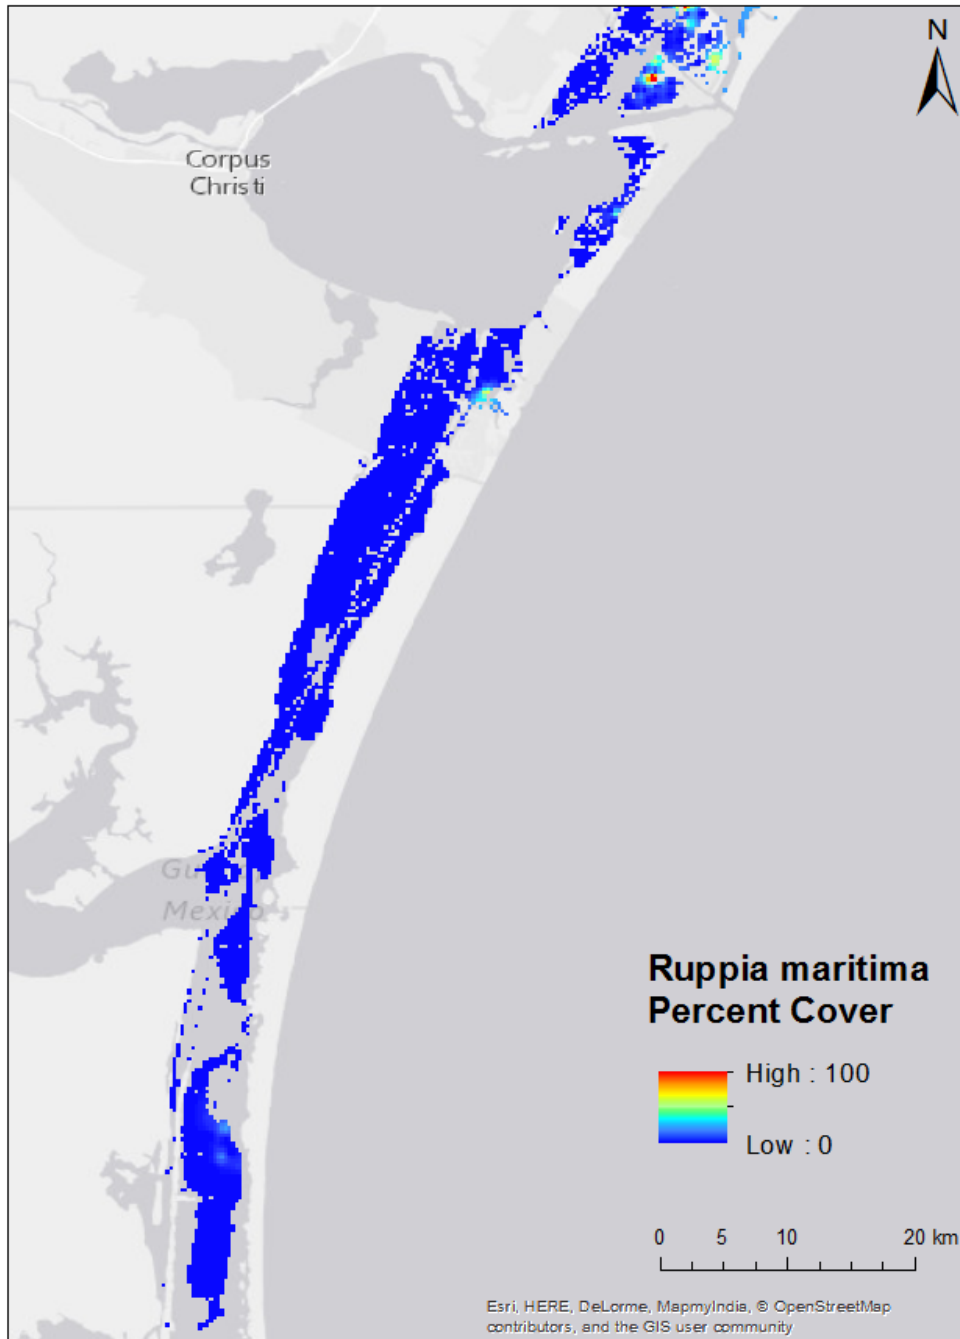 N
Corpus
Christi
Mexico
Ruppia maritima
Percent Cover
High : 100
Low : 0
0 5 10 20 km
Esri, HERE, DeLorme, MapmyIndia, © OpenStreetMap
contributors, and the GIS user community